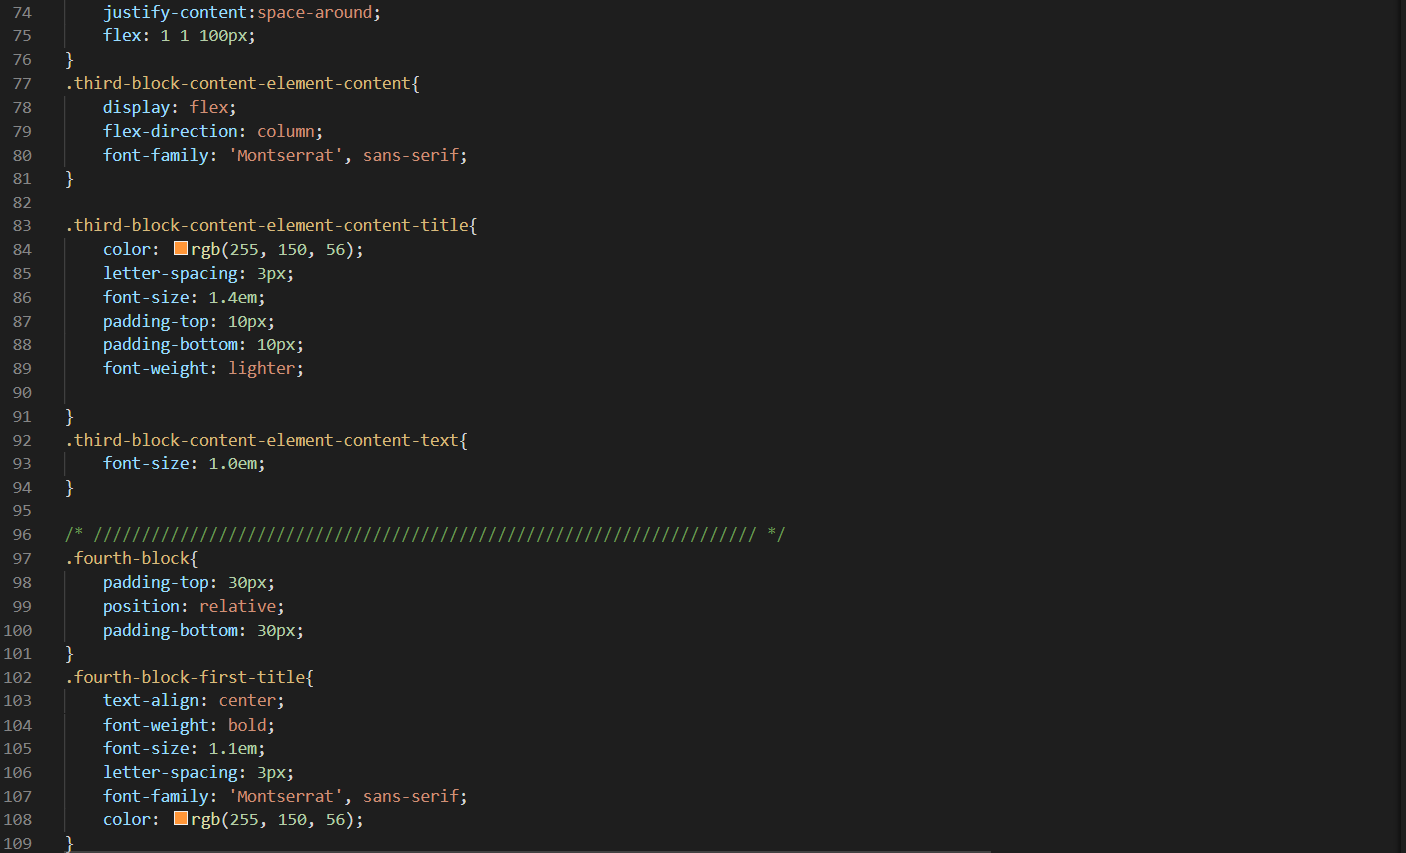 74 justify-content:space-around;
75 flex: 1 1 100px;
76 }
77 .third-block-content-element-content{
78 display: flex;
79 flex-direction: column;
80 font-family: 'Montserrat', sans-serif;
81 }
82
83 .third-block-content-element-content-title{
84 color: rgb(255, 150, 56);
85 letter-spacing: 3px;
86 font-size: 1.4em;
87 padding-top: 10px;
88 padding-bottom: 10px;
89 font-weight: lighter;
90
91 }
92 .third-block-content-element-content-text{
93 font-size: 1.0em;
94 }
95
96 /* ///////////////////////////////////////////////////////////////////// */
97 .fourth-block{
98 padding-top: 30px;
99 position: relative;
100 padding-bottom: 30px;
101 }
102 .fourth-block-first-title{
103 text-align: center;
104 font-weight: bold;
105 font-size: 1.1em;
106 letter-spacing: 3px;
107 font-family: 'Montserrat', sans-serif;
108 color: rgb(255, 150, 56);
109 }